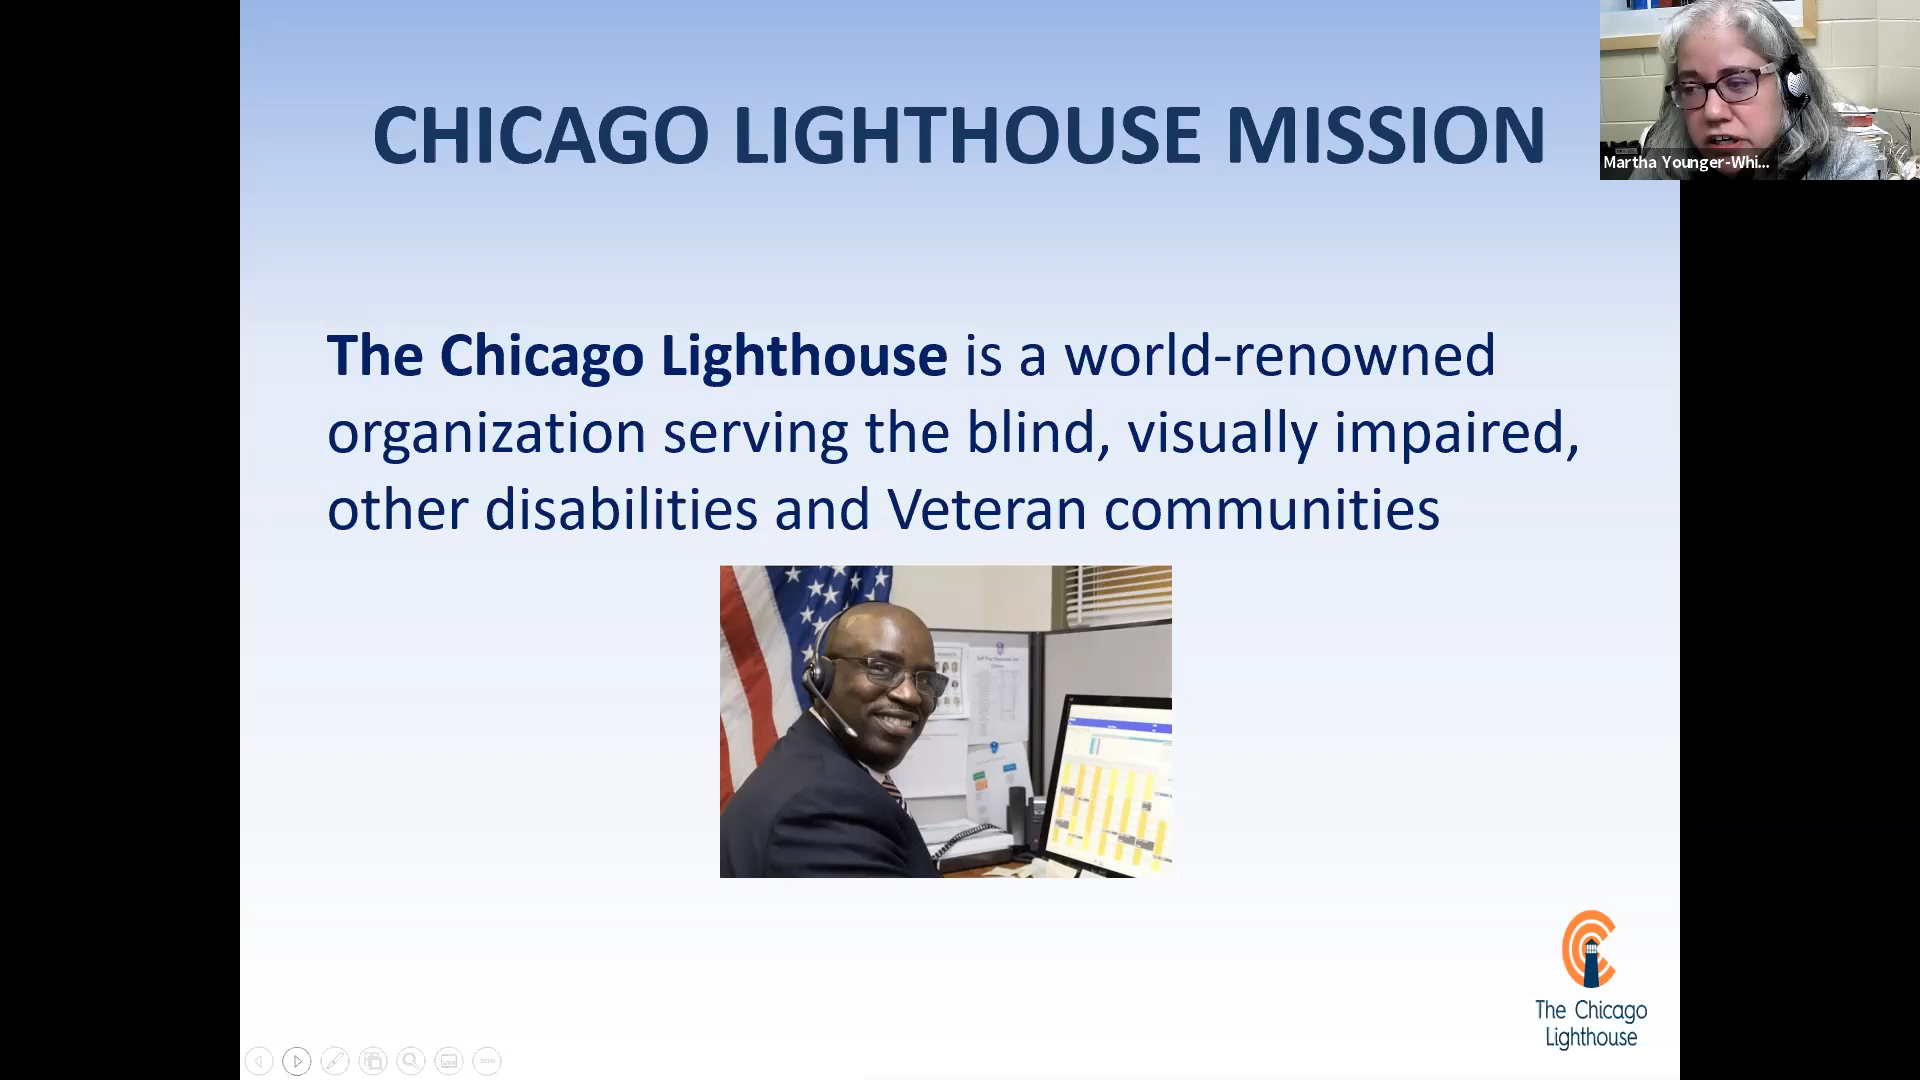 CHICAGO LIGHTHOUSE MISSION
Martha Younger-Whi...
The Chicago Lighthouse is a world-renowned
organization serving the blind, visually impaired,
other disabilities and Veteran communities
The Chicago
Lighthouse